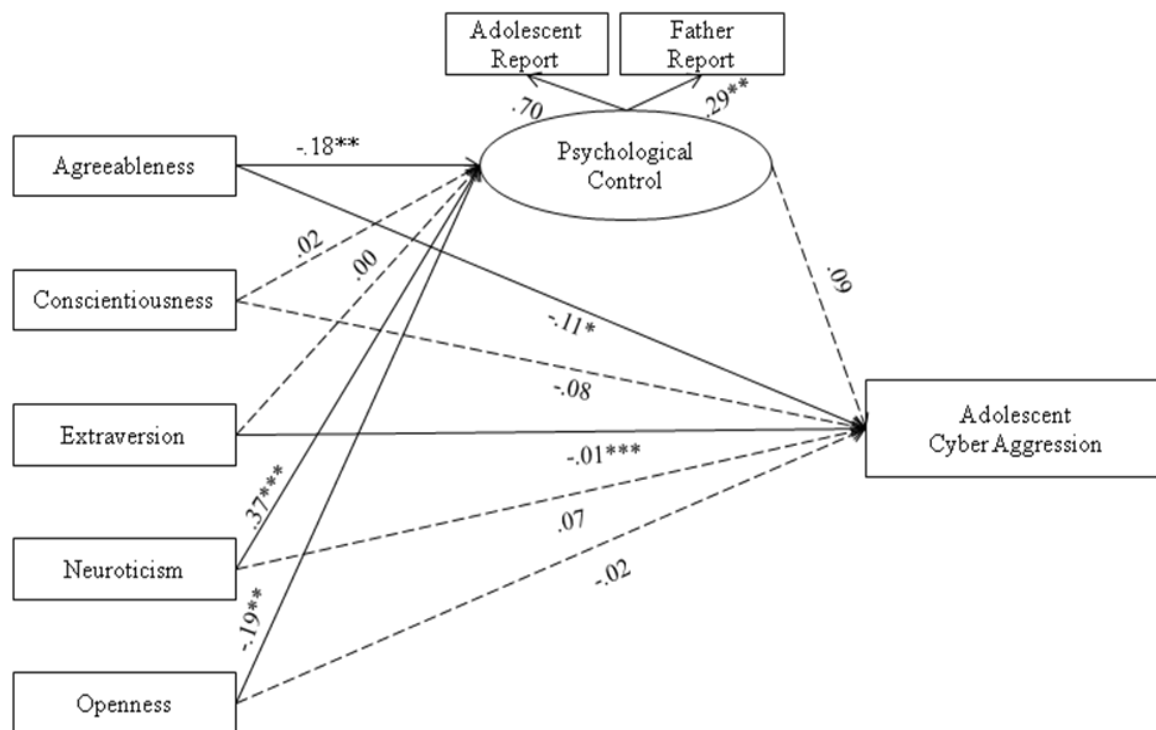 Adolescent
Report
Father
Report
.70
.29**
Psychological
Control
Agreeableness
-.18**
.02
.00
Conscientiousness
.09
-.11*
-.08
Extraversion
-.01***
Adolescent
Cyber Aggression
.37***
.07
Neuroticism
-.02
-.19**
Openness